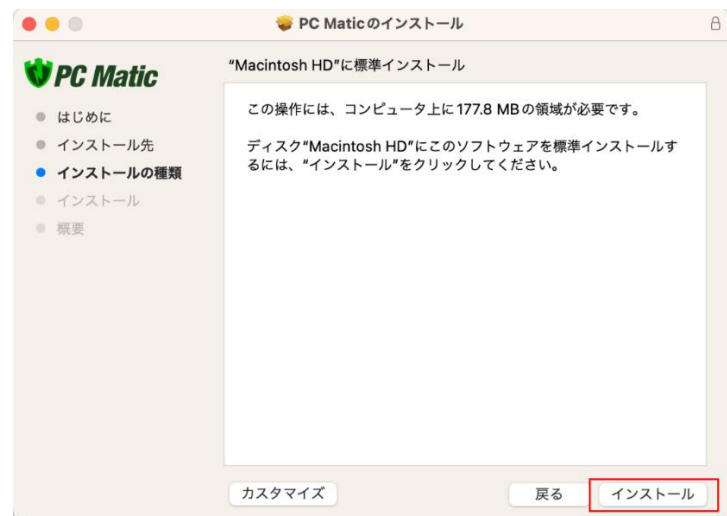 PC Maticのインストール
PC Matic
"Macintosh HD"に標準インストール
はじめに
インストール先
インストールの種類
インストール
概要
この操作には、コンピュータ上に177.8 MBの領域が必要です。
ディスク"Macintosh HD"にこのソフトウェアを標準インストールす
るには、"インストール"をクリックしてください。
カスタマイズ
戻る
インストール